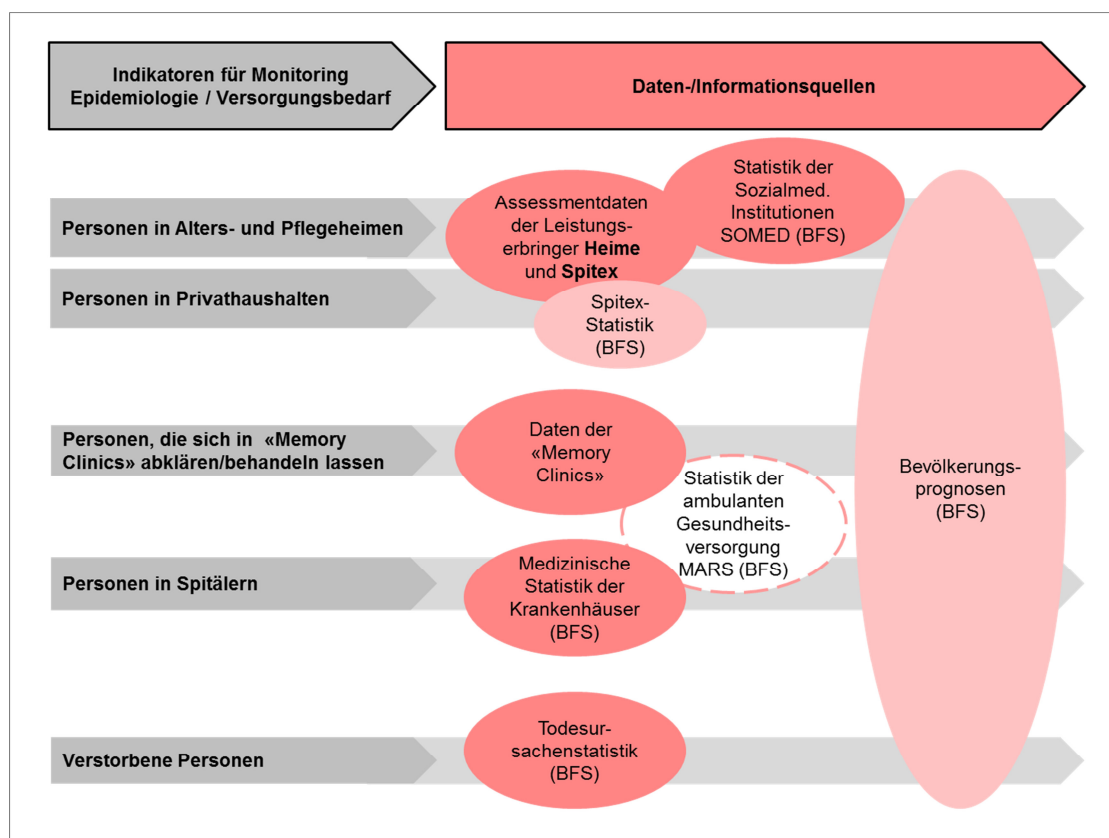 Indikatoren für Monitoring
Epidemiologie / Versorgungsbedarf
Daten-/Informationsquellen
Personen in Alters- und Pflegeheimen
Assessmentdaten
der Leistungs-
erbringer Heime
und Spitex
Statistik der
Sozialmed.
Institutionen
SOMED (BFS)
Personen in Privathaushalten
Spitex-
Statistik
(BFS)
Personen, die sich in «Memory
Clinics» abklären/behandeln lassen
Daten der
«Memory
Clinics»
Statistik der
ambulanten
Gesundheits-
versorgung
MARS (BFS)
Bevölkerungs-
prognosen
(BFS)
Personen in Spitälern
Medizinische
Statistik der
Krankenhäuser
(BFS)
Verstorbene Personen
Todesur-
sachenstatistik
(BFS)